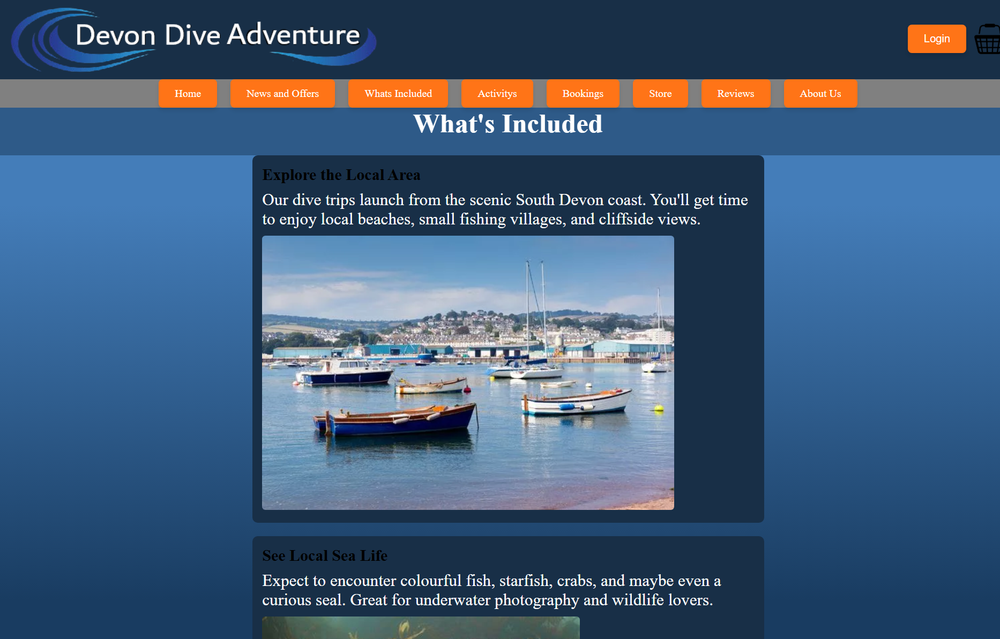 Devon Dive Adventure
Login
Home
News and Offers
Whats Included
Activitys
Bookings
Store
Reviews
About Us
What's Included
Explore the Local Area
Our dive trips launch from the scenic South Devon coast. You'll get time
to enjoy local beaches, small fishing villages, and cliffside views.
See Local Sea Life
Expect to encounter colourful fish, starfish, crabs, and maybe even a
curious seal. Great for underwater photography and wildlife lovers.